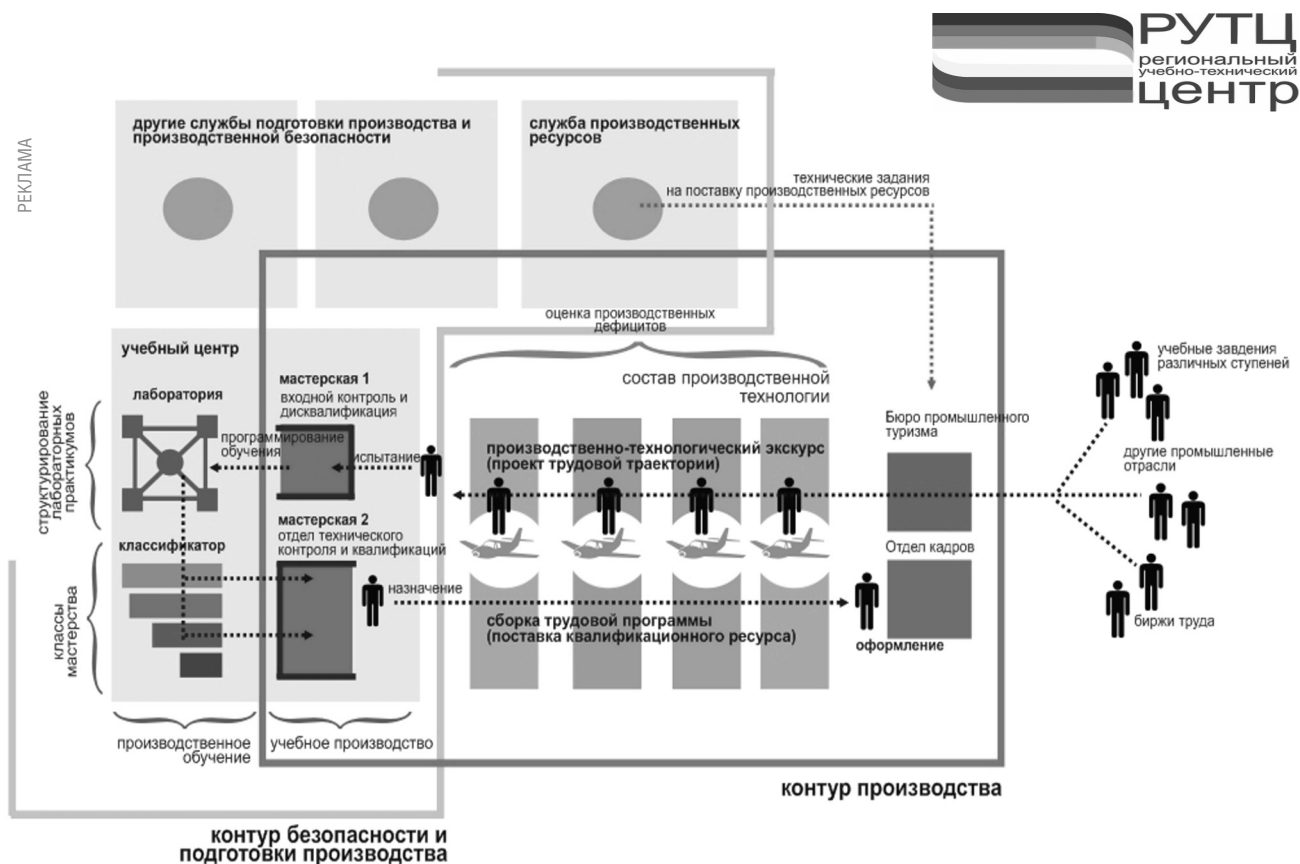 РУТЦ
региональный
учебно-технический
центр
РЕКЛАМА
другие службы подготовки производства и
производственной безопасности
служба производственных
ресурсов
технические задания
на поставку производственных ресурсов
оценка производственных
дефицитов
учебный центр
лаборатория
мастерская 1
входной контроль и
дисквалификация
состав производственной
технологии
учебные завдения
различных ступеней
Бюро промышленного
туризма
структурирование
лабораторных
практикумов
программирование
обучения
испытание
производственно-технологический экскурс
(проект трудовой траектории)
другие промышленные
отрасли
мастерская 2
отдел технического
контроля и квалификаций
классификатор
Отдел кадров
назначение
классы
мастерства
сборка трудовой программы
(поставка квалификационного ресурса)
оформление
биржи труда
производственное
обучение
учебное производство
контур производства
контур безопасности и
подготовки производства